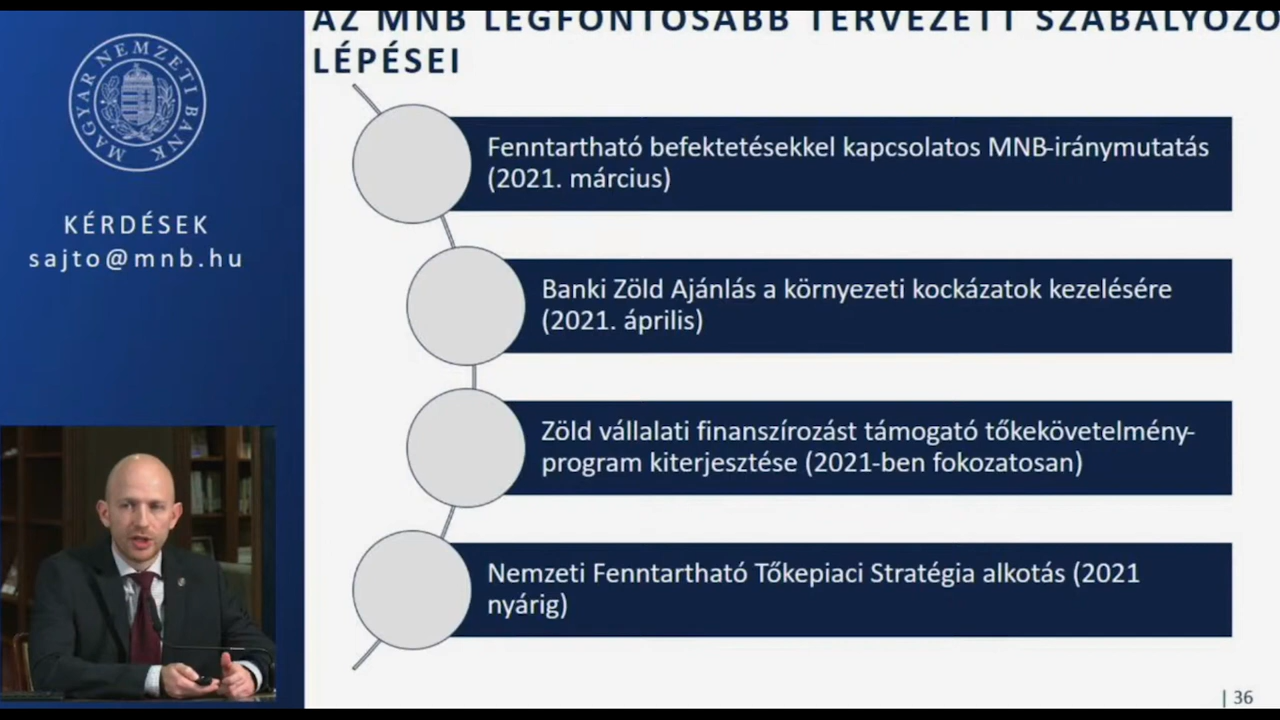 MAGYAR NEMZETI BANK
KÉRDÉSEK
sajto@mnb.hu
AZ MNB LEGFONTOSABB TERVEZETT SZABÁLYOZÓ
LÉPÉSEI
Fenntartható befektetésekkel kapcsolatos MNB-iránymutatás
(2021. március)
Banki Zöld Ajánlás a környezeti kockázatok kezelésére
(2021. április)
Zöld vállalati finanszírozást támogató tőkekövetelmény-
program kiterjesztése (2021-ben fokozatosan)
Nemzeti Fenntartható Tőkepiaci Stratégia alkotás (2021
nyárig)
| 36